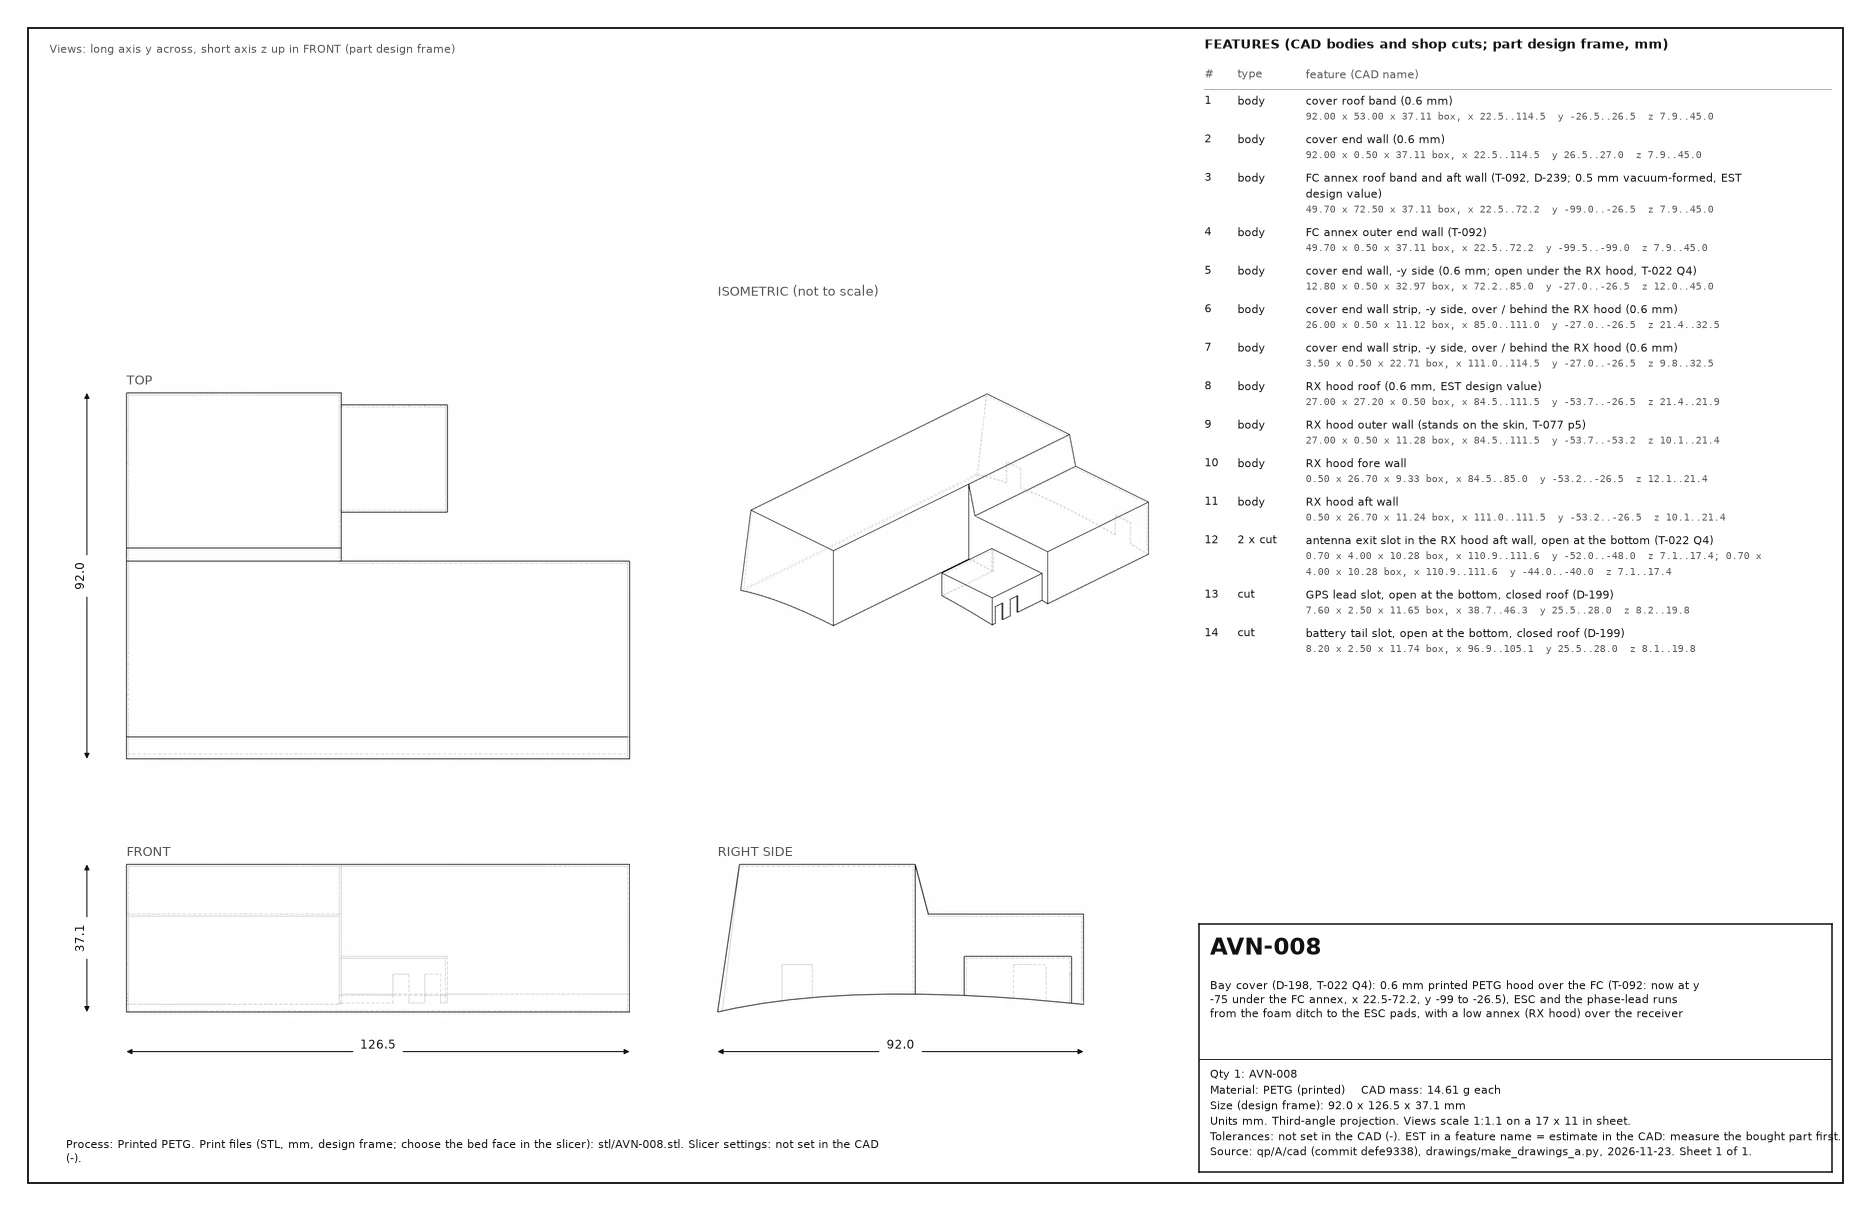 Views: long axis y across, short axis z up in FRONT (part design frame)
TOP
92.0
FRONT
37.1
126.5
ISOMETRIC (not to scale)
RIGHT SIDE
92.0
Process: Printed PETG. Print files (STL, mm, design frame; choose the bed face in the slicer): stl/AVN-008.stl. Slicer settings: not set in the CAD
(-).
FEATURES (CAD bodies and shop cuts; part design frame, mm)
# type feature (CAD name)
1 body cover roof band (0.6 mm)
92.00 x 53.00 x 37.11 box, x 22.5..114.5 y -26.5..26.5 z 7.9..45.0
2 body cover end wall (0.6 mm)
92.00 x 0.50 x 37.11 box, x 22.5..114.5 y 26.5..27.0 z 7.9..45.0
3 body FC annex roof band and aft wall (T-092, D-239; 0.5 mm vacuum-formed, EST
design value)
49.70 x 72.50 x 37.11 box, x 22.5..72.2 y -99.0..-26.5 z 7.9..45.0
4 body FC annex outer end wall (T-092)
49.70 x 0.50 x 37.11 box, x 22.5..72.2 y -99.5..-99.0 z 7.9..45.0
5 body cover end wall, -y side (0.6 mm; open under the RX hood, T-022 Q4)
12.80 x 0.50 x 32.97 box, x 72.2..85.0 y -27.0..-26.5 z 12.0..45.0
6 body cover end wall strip, -y side, over / behind the RX hood (0.6 mm)
26.00 x 0.50 x 11.12 box, x 85.0..111.0 y -27.0..-26.5 z 21.4..32.5
7 body cover end wall strip, -y side, over / behind the RX hood (0.6 mm)
3.50 x 0.50 x 22.71 box, x 111.0..114.5 y -27.0..-26.5 z 9.8..32.5
8 body RX hood roof (0.6 mm, EST design value)
27.00 x 27.20 x 0.50 box, x 84.5..111.5 y -53.7..-26.5 z 21.4..21.9
9 body RX hood outer wall (stands on the skin, T-077 p5)
27.00 x 0.50 x 11.28 box, x 84.5..111.5 y -53.7..-53.2 z 10.1..21.4
10 body RX hood fore wall
0.50 x 26.70 x 9.33 box, x 84.5..85.0 y -53.2..-26.5 z 12.1..21.4
11 body RX hood aft wall
0.50 x 26.70 x 11.24 box, x 111.0..111.5 y -53.2..-26.5 z 10.1..21.4
12 2 x cut antenna exit slot in the RX hood aft wall, open at the bottom (T-022 Q4)
0.70 x 4.00 x 10.28 box, x 110.9..111.6 y -52.0..-48.0 z 7.1..17.4; 0.70 x
4.00 x 10.28 box, x 110.9..111.6 y -44.0..-40.0 z 7.1..17.4
13 cut GPS lead slot, open at the bottom, closed roof (D-199)
7.60 x 2.50 x 11.65 box, x 38.7..46.3 y 25.5..28.0 z 8.2..19.8
14 cut battery tail slot, open at the bottom, closed roof (D-199)
8.20 x 2.50 x 11.74 box, x 96.9..105.1 y 25.5..28.0 z 8.1..19.8
AVN-008
Bay cover (D-198, T-022 Q4): 0.6 mm printed PETG hood over the FC (T-092: now at y
-75 under the FC annex, x 22.5-72.2, y -99 to -26.5), ESC and the phase-lead runs
from the foam ditch to the ESC pads, with a low annex (RX hood) over the receiver
Qty 1: AVN-008
Material: PETG (printed) CAD mass: 14.61 g each
Size (design frame): 92.0 x 126.5 x 37.1 mm
Units mm. Third-angle projection. Views scale 1:1.1 on a 17 x 11 in sheet.
Tolerances: not set in the CAD (-). EST in a feature name = estimate in the CAD: measure the bought part first.
Source: qp/A/cad (commit defe9338), drawings/make_drawings_a.py, 2026-11-23. Sheet 1 of 1.